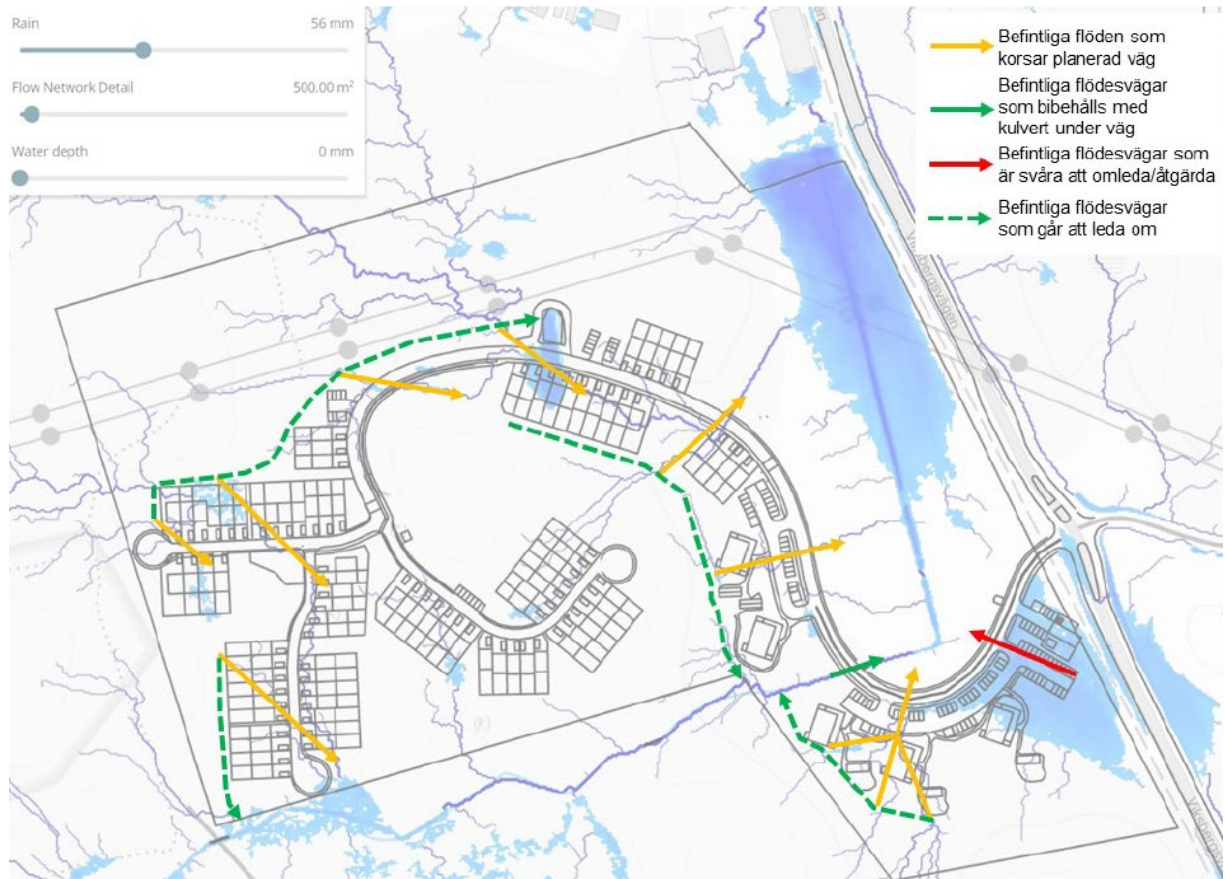 Rain 56 mm
Flow Network Detail 500.00 m²
Water depth 0 mm
Befintliga flöden som
korsar planerad väg
Befintliga flödesvägar
som bibehålls med
kulvert under väg
Befintliga flödesvägar som
är svåra att omleda/åtgärda
Befintliga flödesvägar
som går att leda om
Viksbergsvägen
(R)